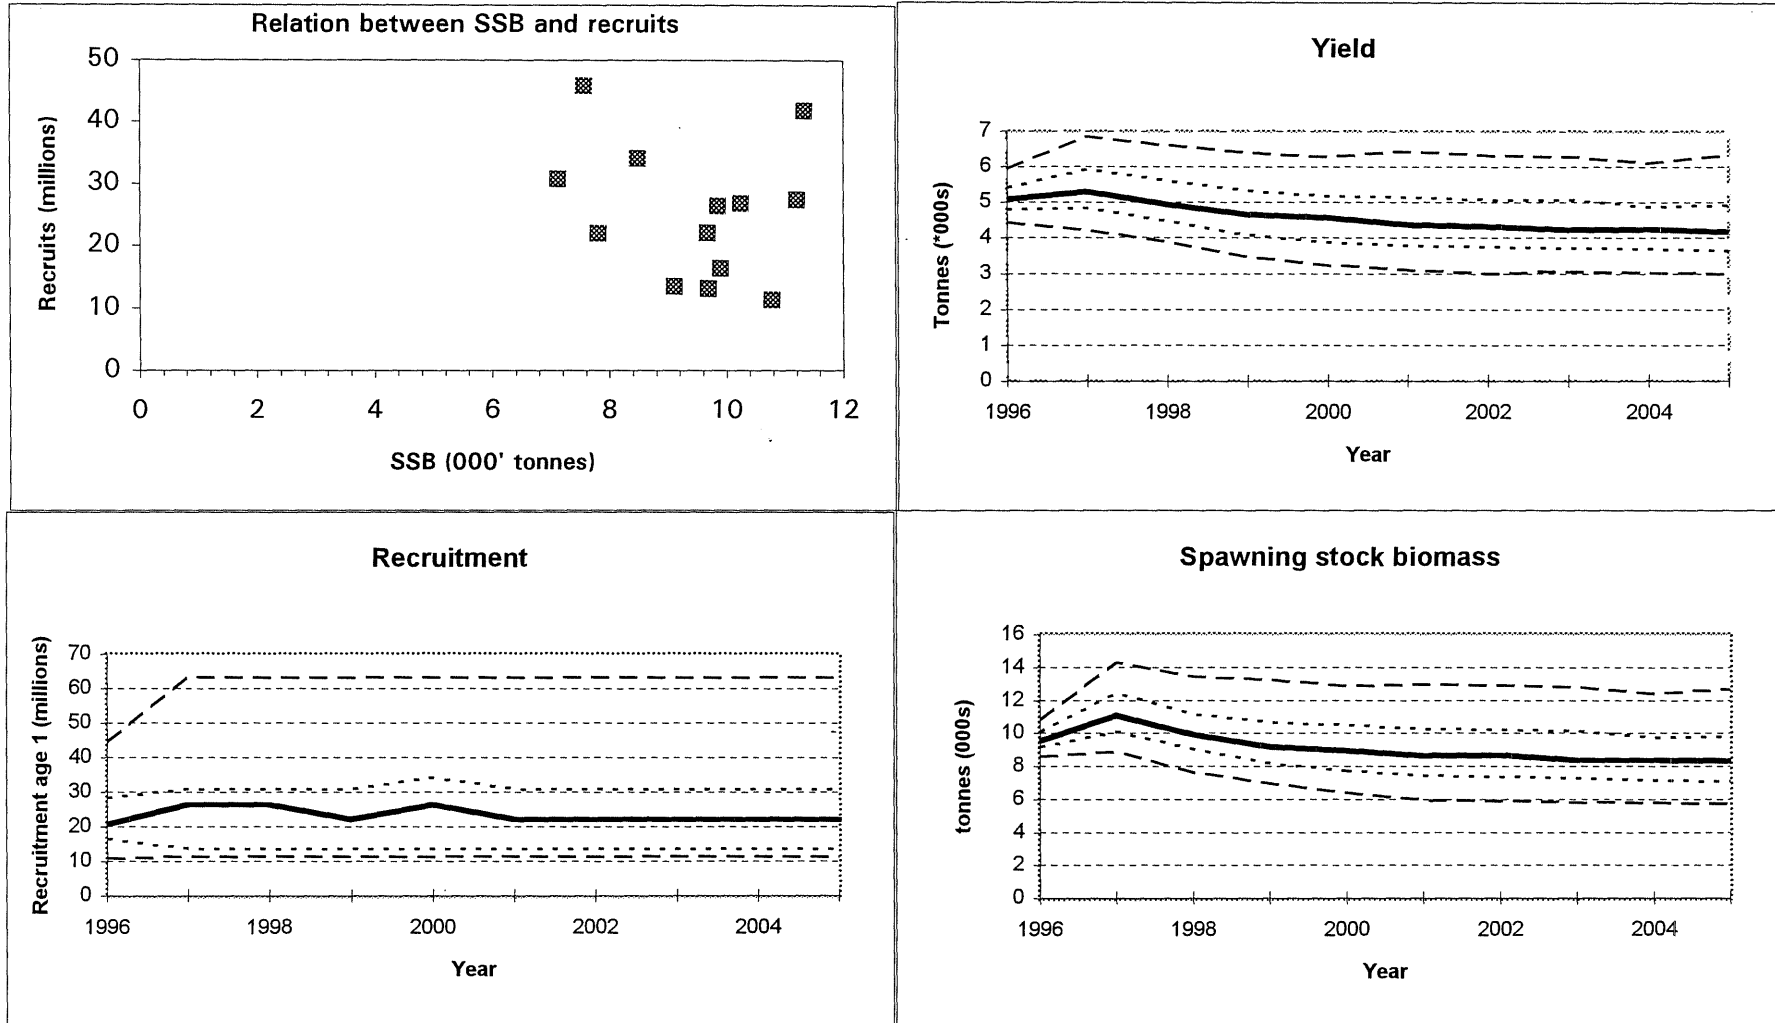 Relation between SSB and recruits
Recruits (millions)
50
40
30
20
10
0
0 2 4 6 8 10 12
SSB (000' tonnes)
Yield
Tonnes (*000s)
7
6
5
4
3
2
1
0
1996 1998 2000 2002 2004
Year
Recruitment
Recruitment age 1 (millions)
70
60
50
40
30
20
10
0
1996 1998 2000 2002 2004
Year
Spawning stock biomass
tonnes (000s)
16
14
12
10
8
6
4
2
0
1996 1998 2000 2002 2004
Year